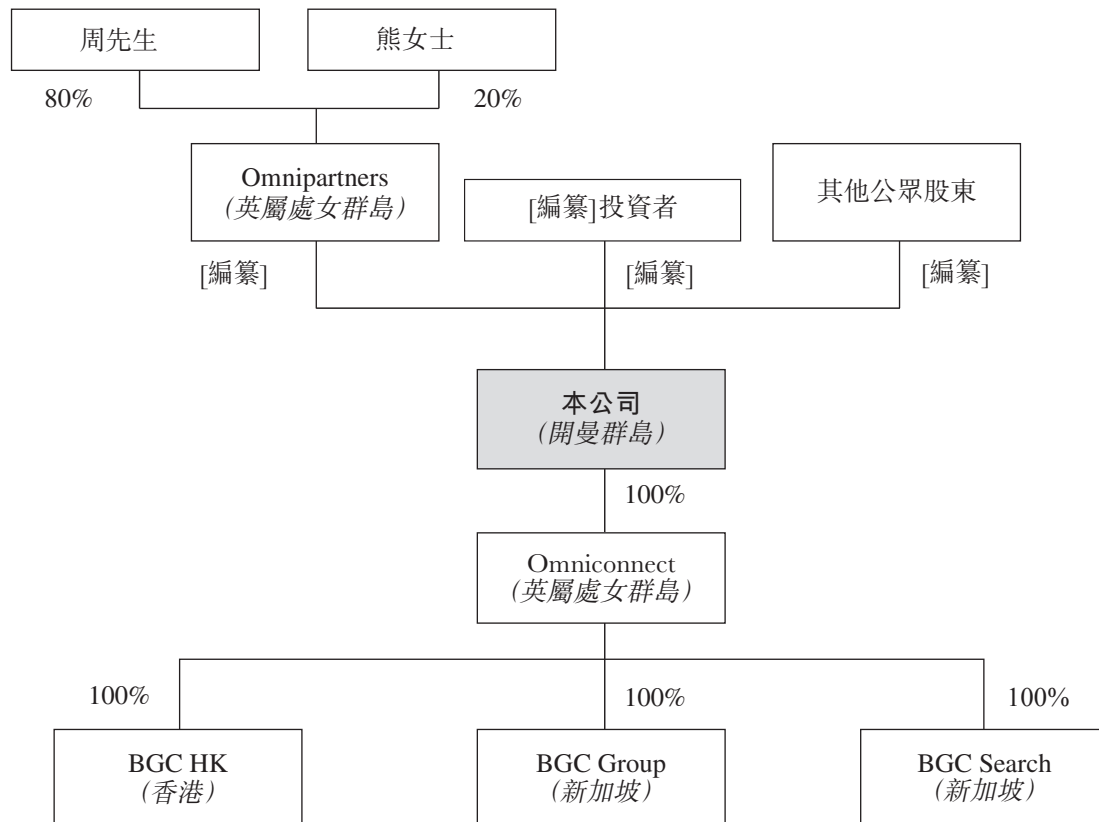 周先生
熊女士
80%
20%
Omnipartners
(英屬處女群島)
[編纂]投資者
其他公眾股東
[編纂]
[編纂]
[編纂]
本公司
(開曼群島)
100%
Omniconnect
(英屬處女群島)
100%
100%
100%
BGC HK
(香港)
BGC Group
(新加坡)
BGC Search
(新加坡)